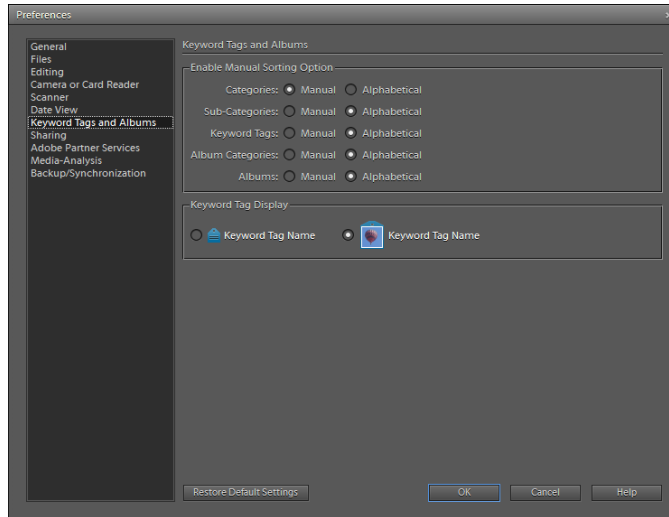 Preferences
General
Files
Editing
Camera or Card Reader
Scanner
Date View
Keyword Tags and Albums
Sharing
Adobe Partner Services
Media-Analysis
Backup/Synchronization
Keyword Tags and Albums
Enable Manual Sorting Option
Categories: Manual Alphabetical
Sub-Categories: Manual Alphabetical
Keyword Tags: Manual Alphabetical
Album Categories: Manual Alphabetical
Albums: Manual Alphabetical
Keyword Tag Display
Keyword Tag Name Keyword Tag Name
Restore Default Settings OK Cancel Help